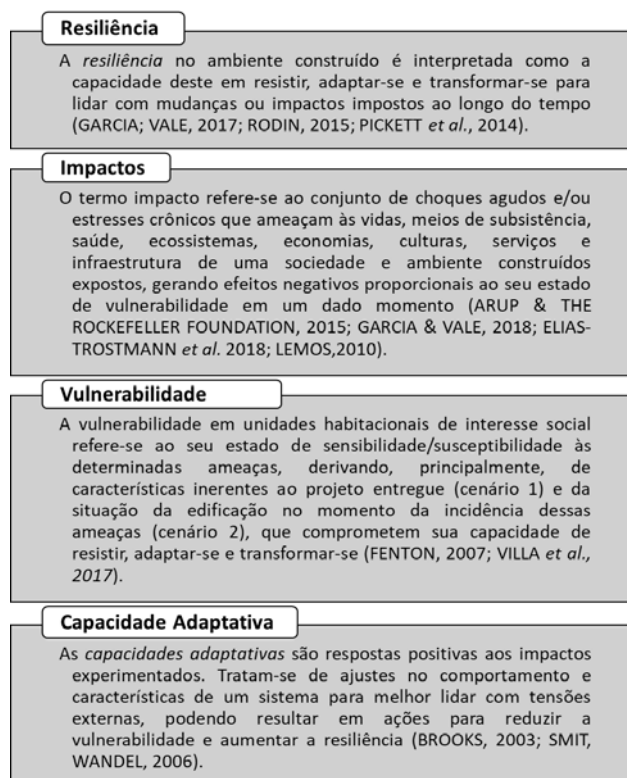 Resiliência
A resiliência no ambiente construído é interpretada como a
capacidade deste em resistir, adaptar-se e transformar-se para
lidar com mudanças ou impactos impostos ao longo do tempo
(GARCIA; VALE, 2017; RODIN, 2015; PICKETT et al., 2014).
Impactos
O termo impacto refere-se ao conjunto de choques agudos e/ou
estresses crônicos que ameaçam às vidas, meios de subsistência,
saúde, ecossistemas, economias, culturas, serviços e
infraestrutura de uma sociedade e ambiente construídos
expostos, gerando efeitos negativos proporcionais ao seu estado
de vulnerabilidade em um dado momento (ARUP & THE
ROCKEFELLER FOUNDATION, 2015; GARCIA & VALE, 2018; ELIAS-
TROSTMANN et al. 2018; LEMOS,2010).
Vulnerabilidade
A vulnerabilidade em unidades habitacionais de interesse social
refere-se ao seu estado de sensibilidade/susceptibilidade às
determinadas ameaças, derivando, principalmente, de
características inerentes ao projeto entregue (cenário 1) e da
situação da edificação no momento da incidência dessas
ameaças (cenário 2), que comprometem sua capacidade de
resistir, adaptar-se e transformar-se (FENTON, 2007; VILLA et al.,
2017).
Capacidade Adaptativa
As capacidades adaptativas são respostas positivas aos impactos
experimentados. Tratam-se de ajustes no comportamento e
características de um sistema para melhor lidar com tensões
externas, podendo resultar em ações para reduzir a
vulnerabilidade e aumentar a resiliência (BROOKS, 2003; SMIT,
WANDEL, 2006).